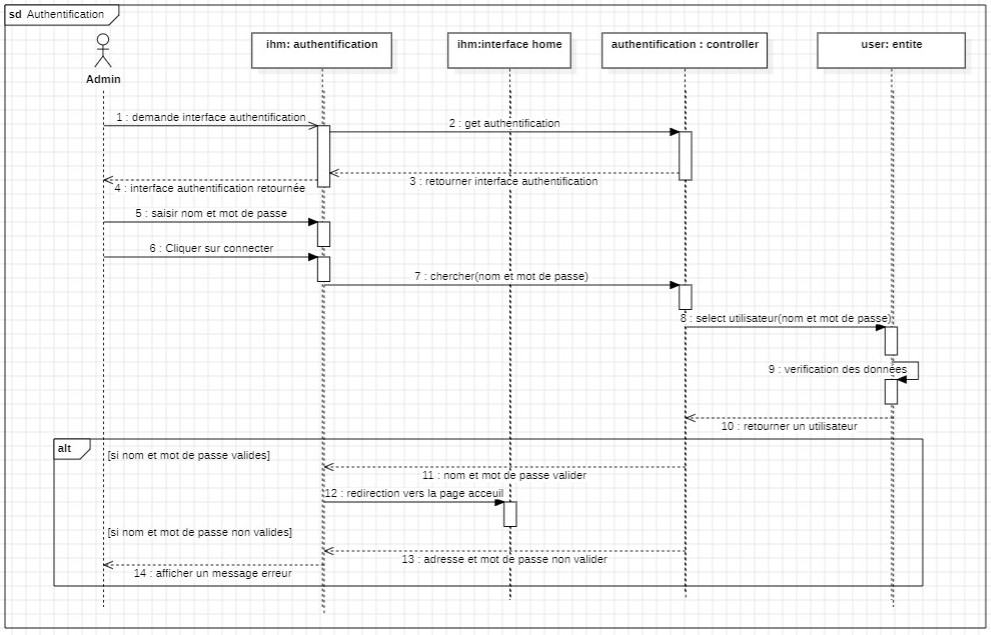 sd Authentification
ihm: authentification
ihm:interface home
authentification : controller
user: entite
Admin
1 : demande interface authentification
2 : get authentification
3 : retourner interface authentification
4 : interface authentification retournée
5 : saisir nom et mot de passe
6 : Cliquer sur connecter
7 : chercher(nom et mot de passe)
8 : select utilisateur(nom et mot de passe)
9 : verification des données
10 : retourner un utilisateur
alt
[si nom et mot de passe valides]
11 : nom et mot de passe valider
12 : redirection vers la page acceuil
[si nom et mot de passe non valides]
13 : adresse et mot de passe non valider
14 : afficher un message erreur